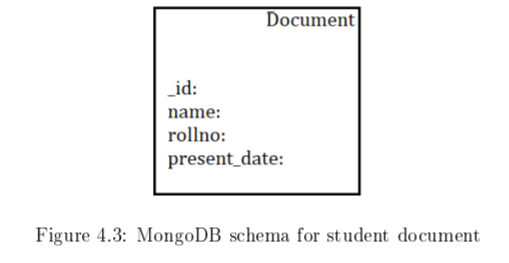 Document
_id:
name:
rollno:
present_date:
Figure 4.3: MongoDB schema for student document